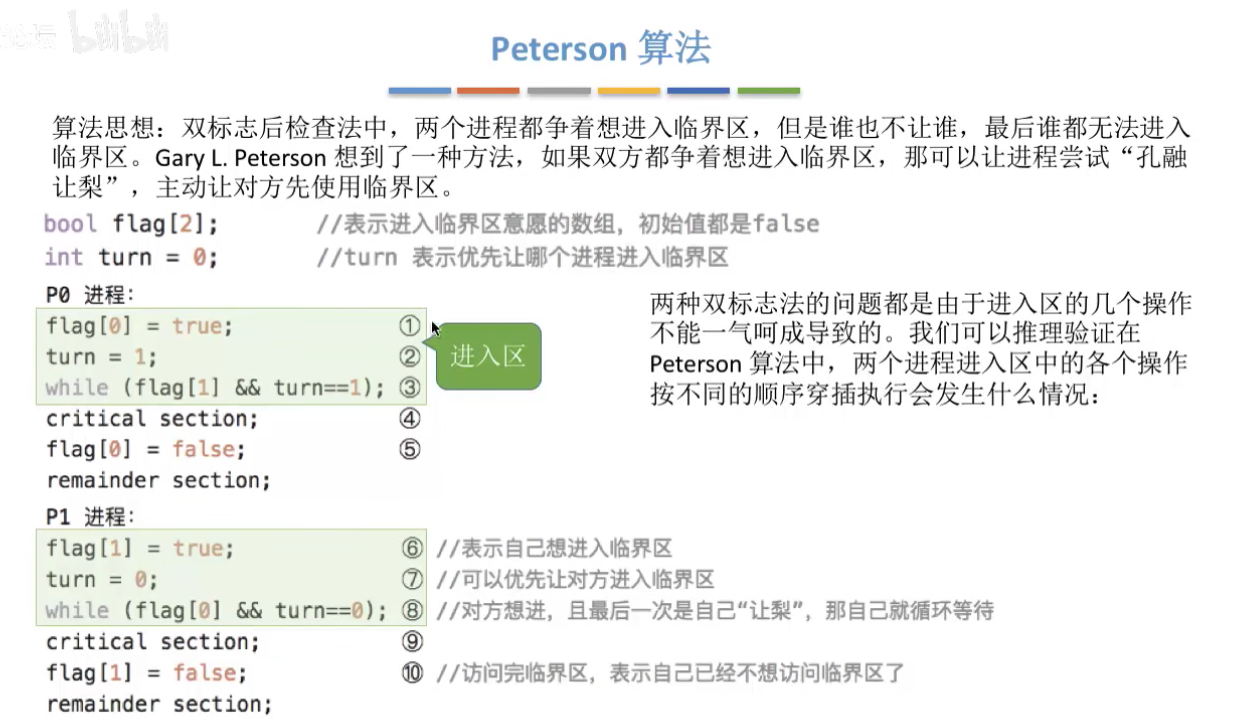 论坛 bilibili
Peterson 算法
算法思想：双标志后检查法中，两个进程都争着想进入临界区，但是谁也不让谁，最后谁都无法进入
临界区。Gary L. Peterson 想到了一种方法，如果双方都争着想进入临界区，那可以让进程尝试“孔融
让梨”，主动让对方先使用临界区。
bool flag[2]; //表示进入临界区意愿的数组，初始值都是false
int turn = 0; //turn 表示优先让哪个进程进入临界区
P0 进程：
flag[0] = true; ①
turn = 1; ②
while (flag[1] && turn==1); ③
critical section; ④
flag[0] = false; ⑤
remainder section;
进入区
两种双标志法的问题都是由于进入区的几个操作
不能一气呵成导致的。我们可以推理验证在
Peterson 算法中，两个进程进入区中的各个操作
按不同的顺序穿插执行会发生什么情况：
P1 进程：
flag[1] = true; ⑥ //表示自己想进入临界区
turn = 0; ⑦ //可以优先让对方进入临界区
while (flag[0] && turn==0); ⑧ //对方想进，且最后一次是自己“让梨”，那自己就循环等待
critical section; ⑨
flag[1] = false; ⑩ //访问完临界区，表示自己已经不想访问临界区了
remainder section;